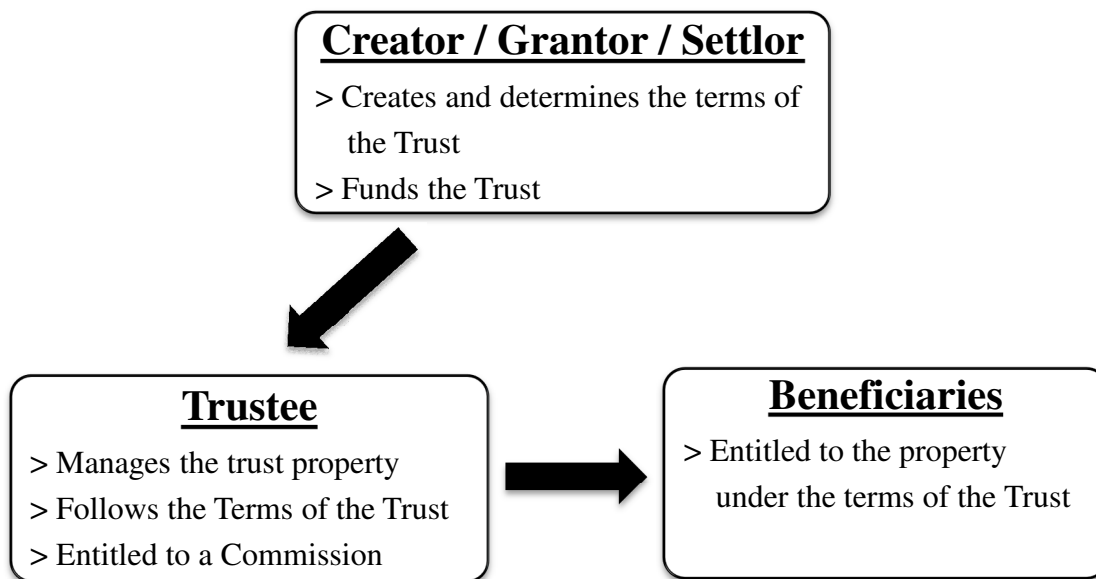 Creator / Grantor / Settlor
> Creates and determines the terms of
the Trust
> Funds the Trust
Trustee
> Manages the trust property
> Follows the Terms of the Trust
> Entitled to a Commission
Beneficiaries
> Entitled to the property
under the terms of the Trust